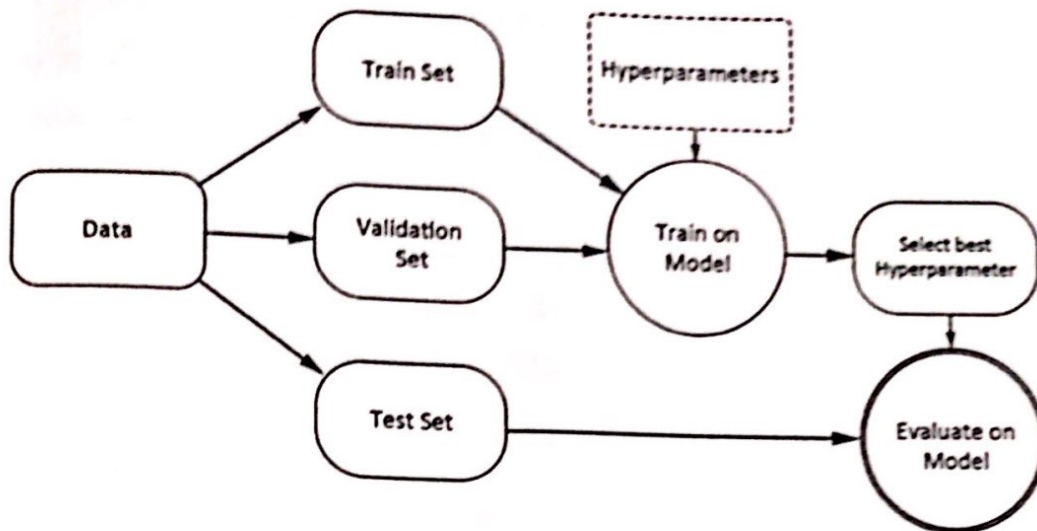 Train Set
Hyperparameters
Data
Validation
Set
Train on
Model
Select best
Hyperparameter
Test Set
Evaluate on
Model